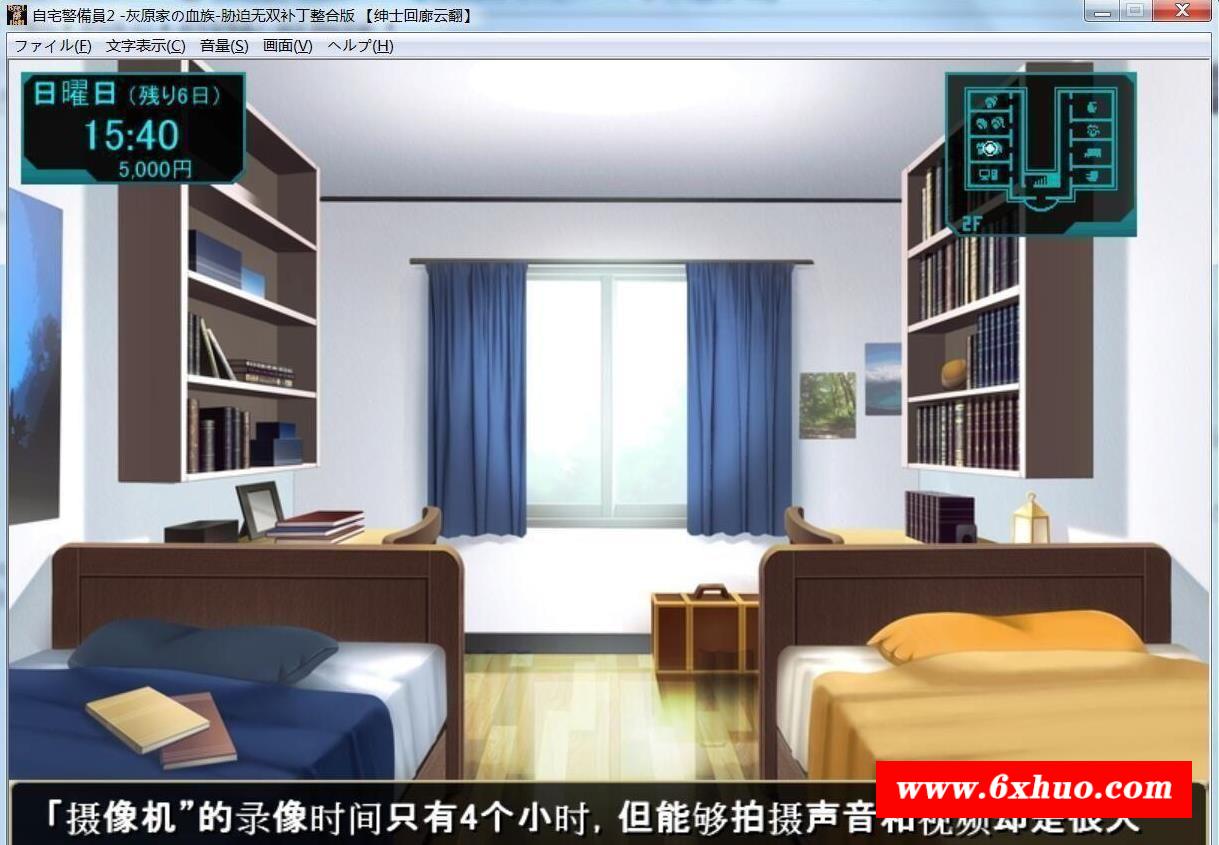 自宅警備員2 -灰原家の血族-胁迫无双补丁整合版 【绅士回廊云翻】
ファイル(F) 文字表示(C) 音量(S) 画面(V) ヘルプ(H)
日曜日（残り6日）
15:40
5,000円
2F
www.6xhuo.com
「摄像机”的录像时间只有4个小时, 但能够拍摄声音和视频却是很大